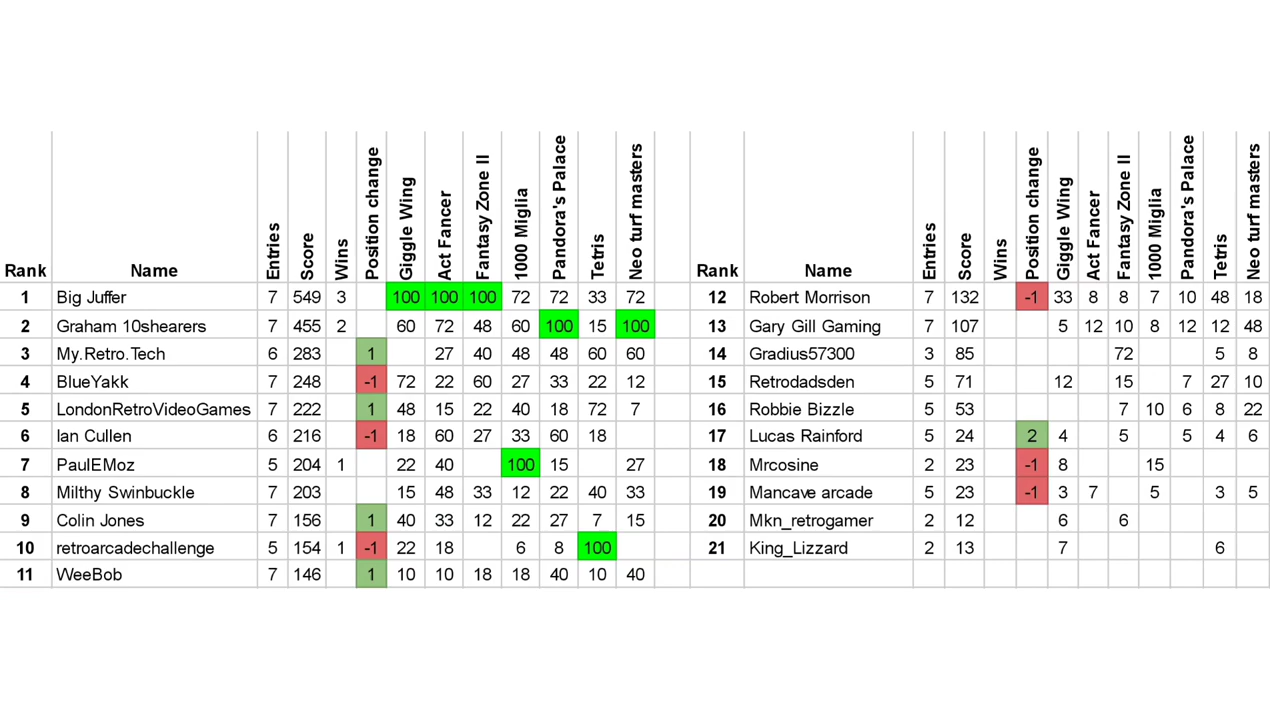 Rank Name Entries Score Wins Position change Giggle Wing Act Fancer Fantasy Zone II 1000 Miglia Pandora's Palace Tetris Neo turf masters
1 Big Juffer 7 549 3 100 100 100 72 72 33 72
2 Graham 10shearers 7 455 2 60 72 48 60 100 15 100
3 My.Retro.Tech 6 283 1 27 40 48 48 60 60
4 BlueYakk 7 248 -1 72 22 60 27 33 22 12
5 LondonRetroVideoGames 7 222 1 48 15 22 40 18 72 7
6 Ian Cullen 6 216 -1 18 60 27 33 60 18
7 PaulEMoz 5 204 1 22 40 100 15 27
8 Milthy Swinbuckle 7 203 15 48 33 12 22 40 33
9 Colin Jones 7 156 1 40 33 12 22 27 7 15
10 retroarcadechallenge 5 154 1 -1 22 18 6 8 100
11 WeeBob 7 146 1 10 10 18 18 40 10 40
Rank Name Entries Score Wins Position change Giggle Wing Act Fancer Fantasy Zone II 1000 Miglia Pandora's Palace Tetris Neo turf masters
12 Robert Morrison 7 132 -1 33 8 8 7 10 48 18
13 Gary Gill Gaming 7 107 5 12 10 8 12 12 48
14 Gradius57300 3 85 72 5 8
15 Retrodadsden 5 71 12 15 7 27 10
16 Robbie Bizzle 5 53 7 10 6 8 22
17 Lucas Rainford 5 24 2 4 5 5 4 6
18 Mrcosine 2 23 -1 8 15
19 Mancave arcade 5 23 -1 3 7 5 3 5
20 Mkn_retrogamer 2 12 6 6
21 King_Lizzard 2 13 7 6